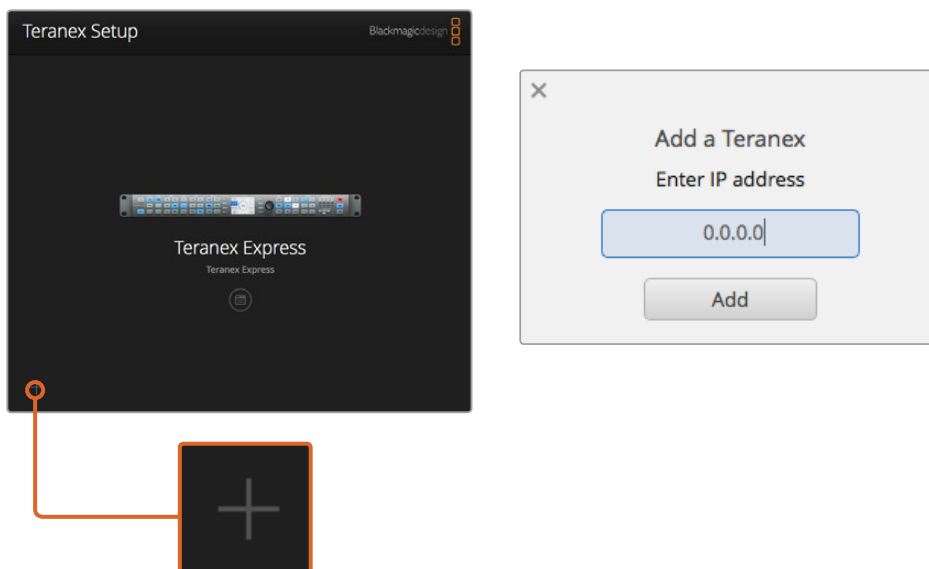 Teranex Setup
Blackmagicdesign
Teranex Express
Teranex Express
Add a Teranex
Enter IP address
0.0.0.0
Add